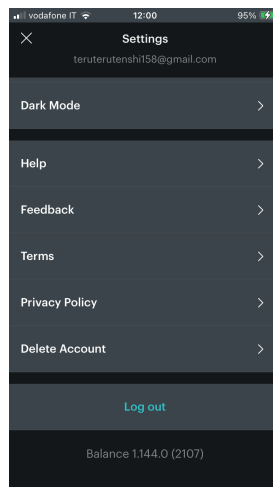 vodafone IT 12:00 95%
Settings
teruterutenshi158@gmail.com
Dark Mode
Help
Feedback
Terms
Privacy Policy
Delete Account
Log out
Balance 1.144.0 (2107)